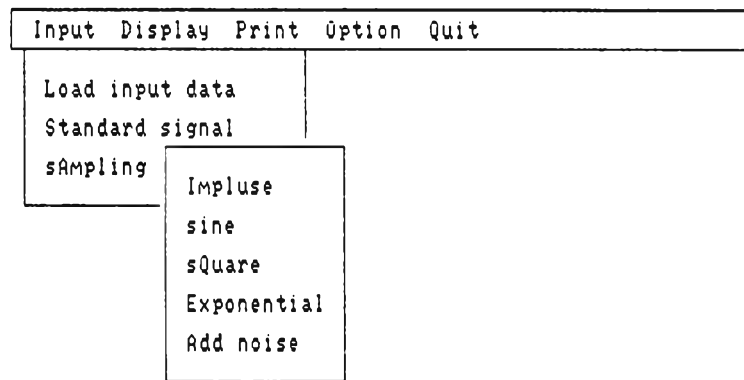 Input Display Print Option Quit
Load input data
Standard signal
sAmpling
Impluse
sine
sQuare
Exponential
Add noise